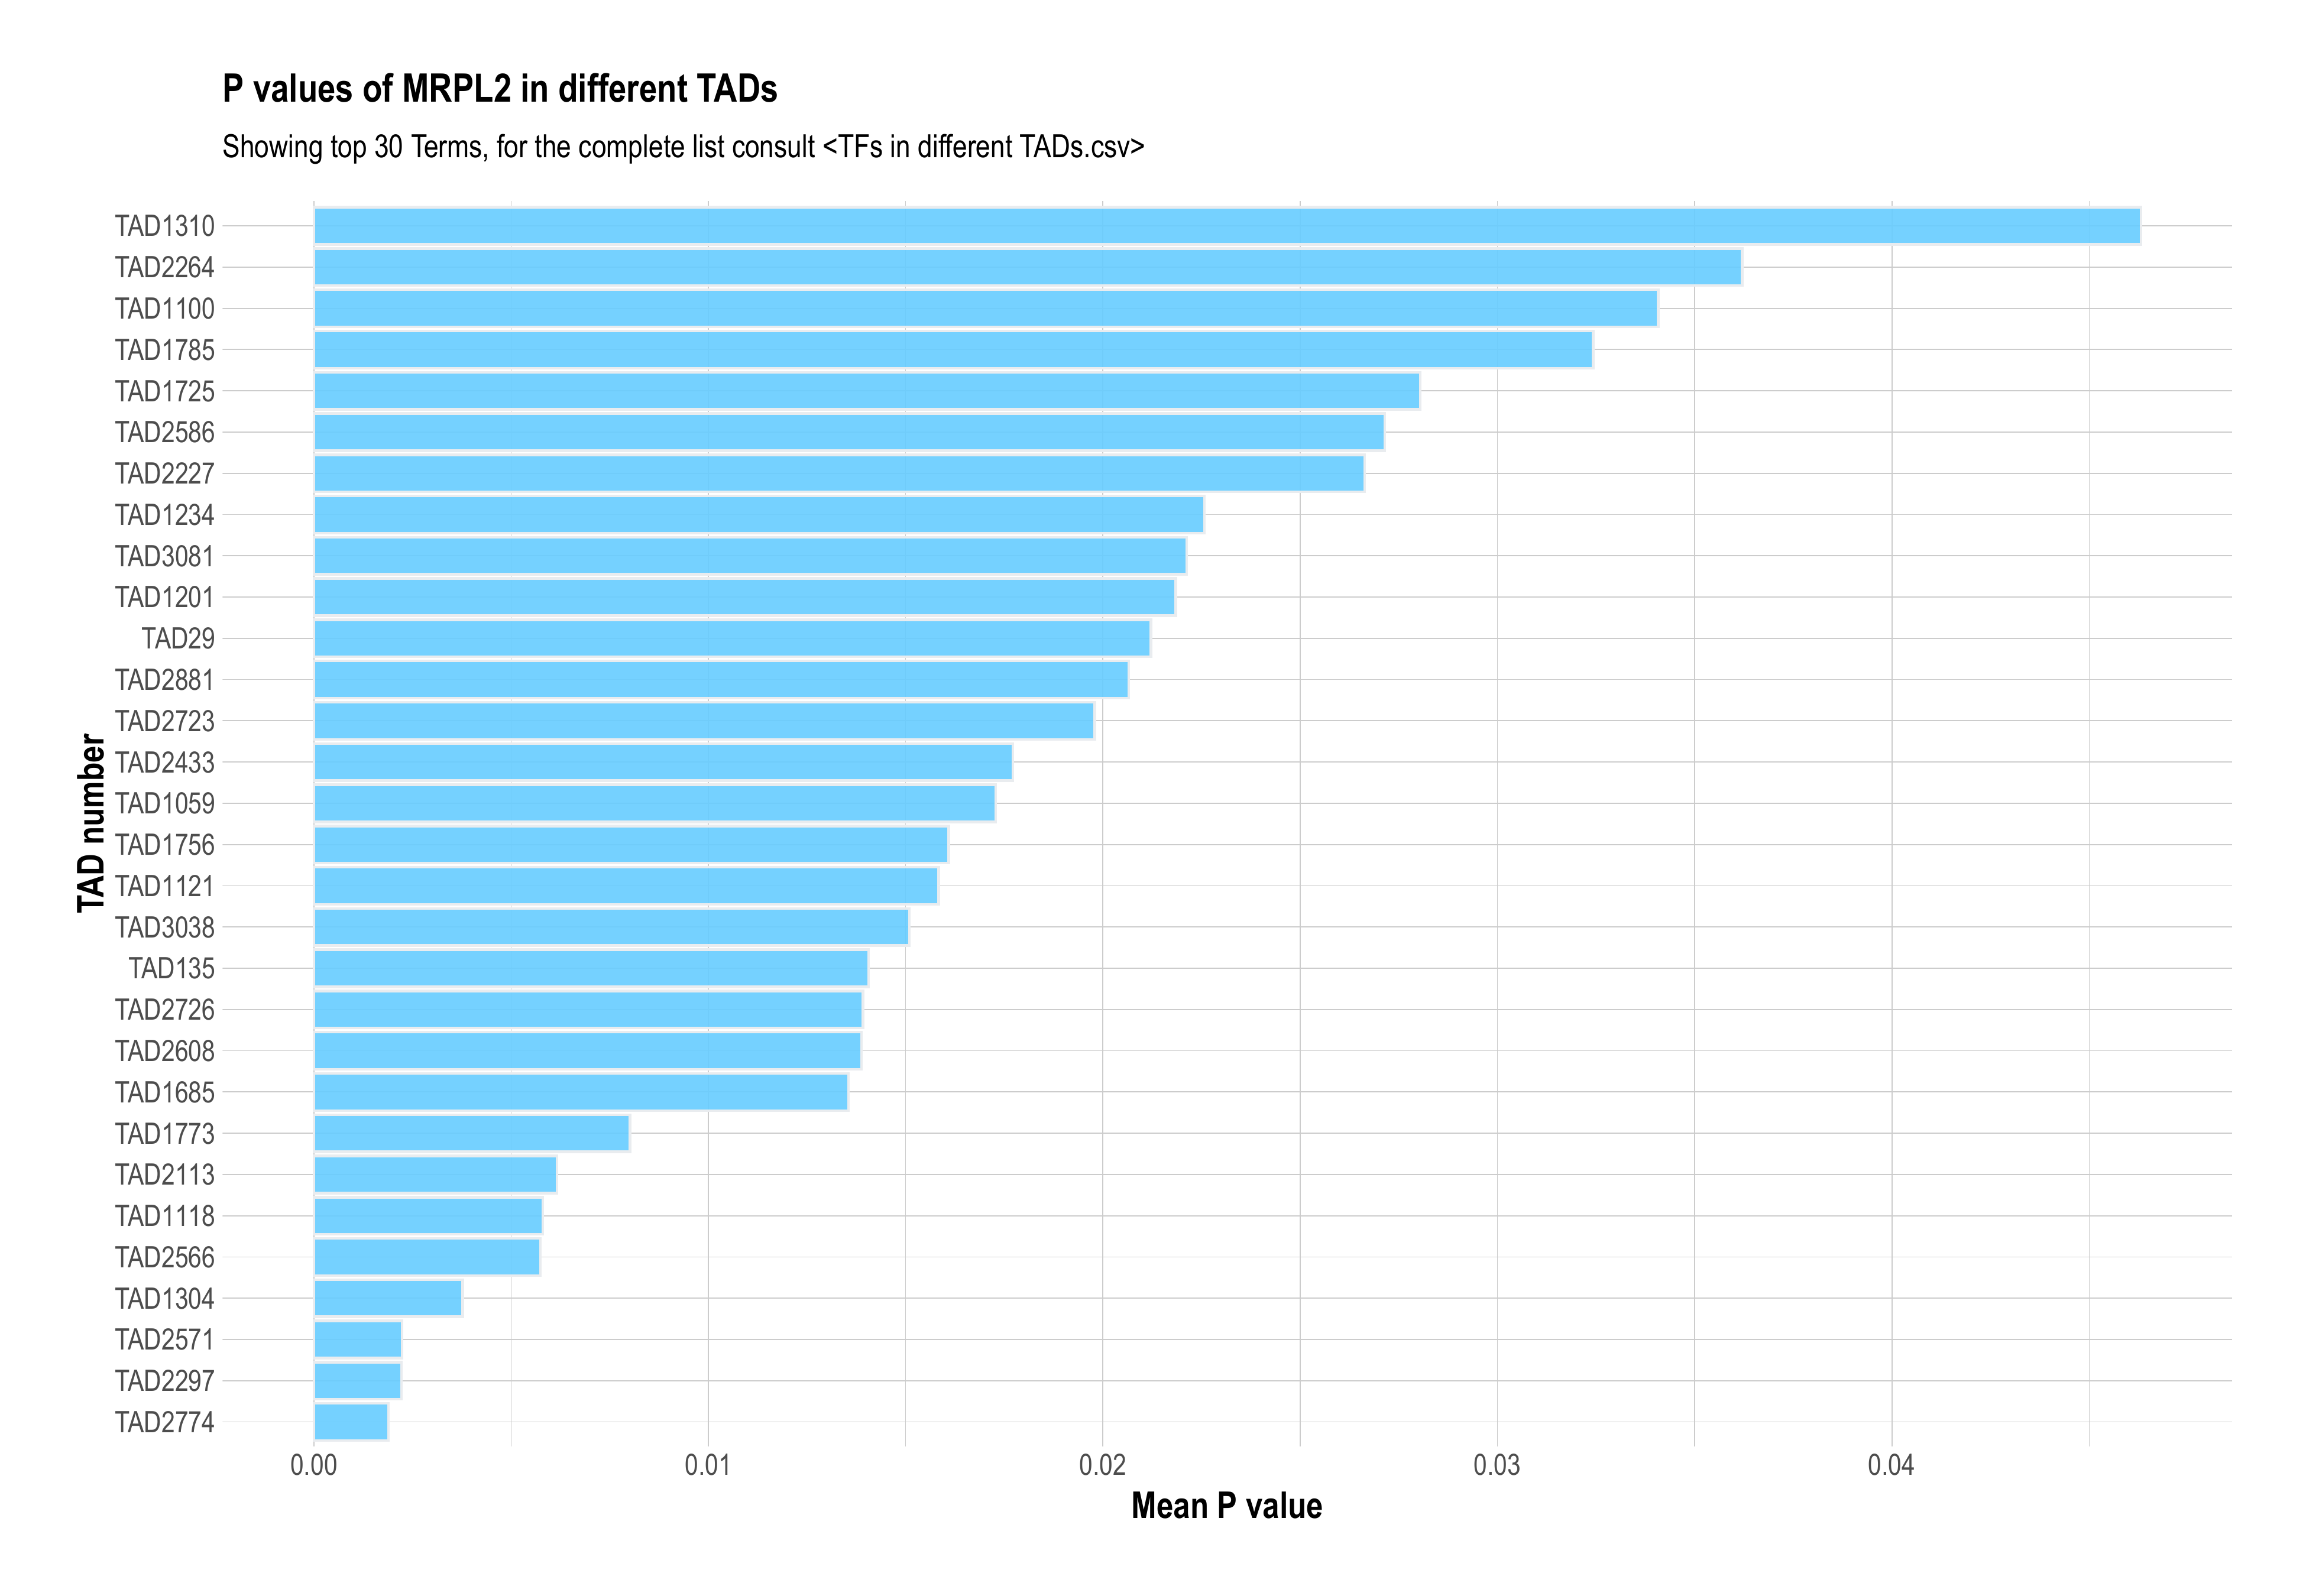 P values of MRPL2 in different TADs
Showing top 30 Terms, for the complete list consult <TFs in different TADs.csv>
TAD number
TAD1310
TAD2264
TAD1100
TAD1785
TAD1725
TAD2586
TAD2227
TAD1234
TAD3081
TAD1201
TAD29
TAD2881
TAD2723
TAD2433
TAD1059
TAD1756
TAD1121
TAD3038
TAD135
TAD2726
TAD2608
TAD1685
TAD1773
TAD2113
TAD1118
TAD2566
TAD1304
TAD2571
TAD2297
TAD2774
0.00 0.01 0.02 0.03 0.04
Mean P value